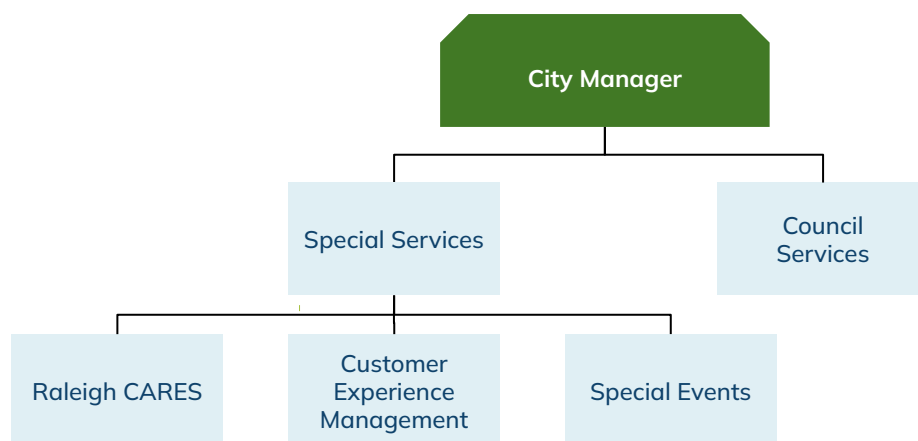 City Manager
Special Services
Council
Services
Raleigh CARES
Customer
Experience
Management
Special Events